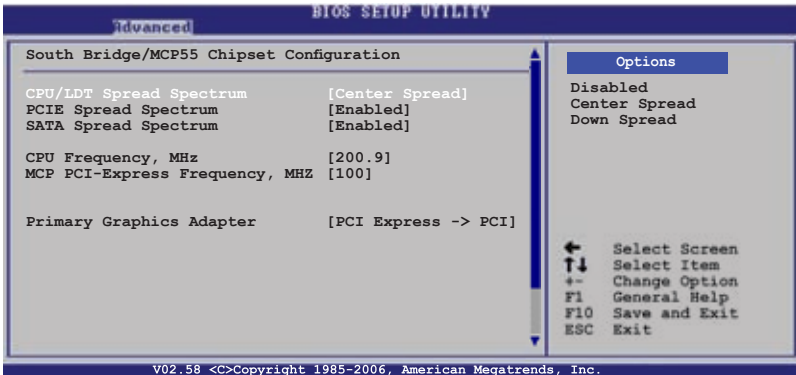 BIOS SETUP UTILITY
Advanced
South Bridge/MCP55 Chipset Configuration
CPU/LDT Spread Spectrum [Center Spread]
PCIE Spread Spectrum [Enabled]
SATA Spread Spectrum [Enabled]
CPU Frequency, MHz [200.9]
MCP PCI-Express Frequency, MHZ [100]
Primary Graphics Adapter [PCI Express -> PCI]
Options
Disabled
Center Spread
Down Spread
← Select Screen
↑↓ Select Item
+- Change Option
F1 General Help
F10 Save and Exit
ESC Exit
V02.58 <C>Copyright 1985-2006, American Megatrends, Inc.